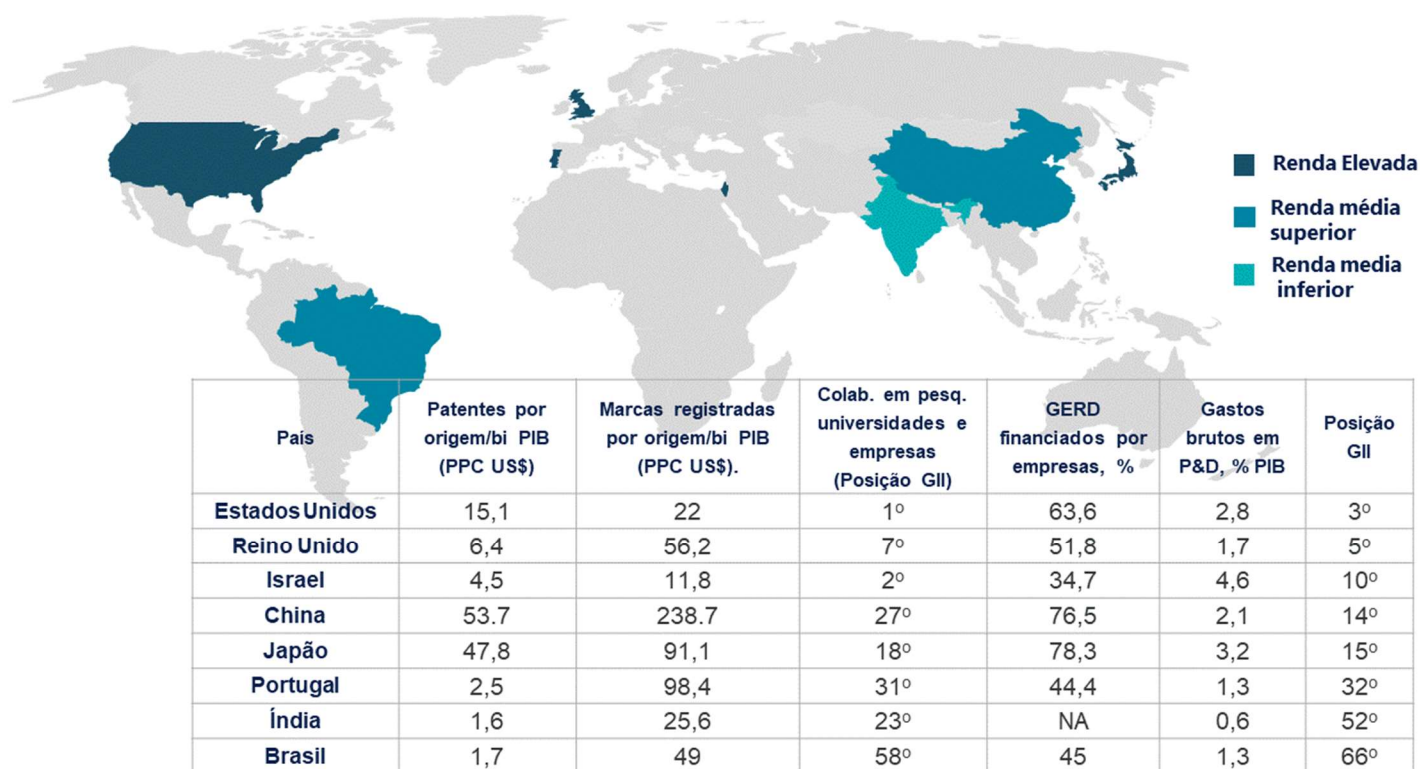 Renda Elevada
Renda média
superior
Renda media
inferior
País
Patentes por
origem/bi PIB
(PPC US$)
Marcas registradas
por origem/bi PIB
(PPC US$).
Colab. em pesq.
universidades e
empresas
(Posição GII)
GERD
financiados por
empresas, %
Gastos
brutos em
P&D, % PIB
Posição
GII
Estados Unidos 15,1 22 1º 63,6 2,8 3º
Reino Unido 6,4 56,2 7º 51,8 1,7 5º
Israel 4,5 11,8 2º 34,7 4,6 10º
China 53.7 238.7 27º 76,5 2,1 14º
Japão 47,8 91,1 18º 78,3 3,2 15º
Portugal 2,5 98,4 31º 44,4 1,3 32º
Índia 1,6 25,6 23º NA 0,6 52º
Brasil 1,7 49 58º 45 1,3 66º